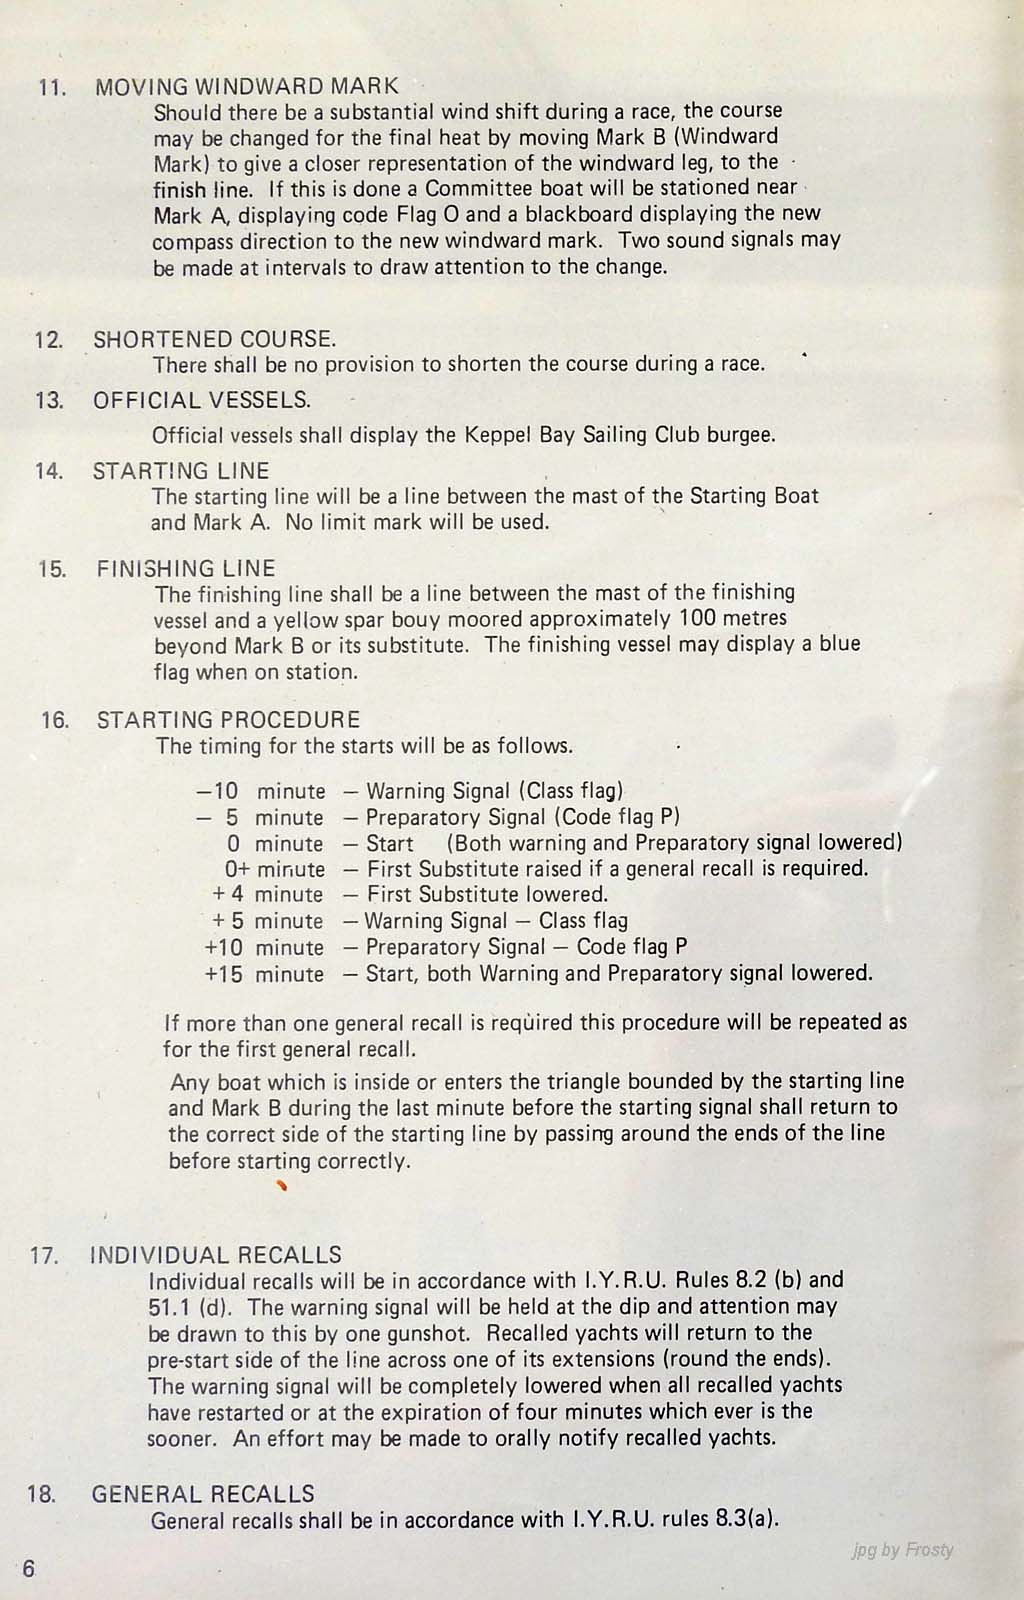 11. MOVING WINDWARD MARK
Should there be a substantial wind shift during a race, the course
may be changed for the final heat by moving Mark B (Windward
Mark) to give a closer representation of the windward leg, to the
finish line. If this is done a Committee boat will be stationed near
Mark A, displaying code Flag O and a blackboard displaying the new
compass direction to the new windward mark. Two sound signals may
be made at intervals to draw attention to the change.
12. SHORTENED COURSE.
There shall be no provision to shorten the course during a race.
13. OFFICIAL VESSELS.
Official vessels shall display the Keppel Bay Sailing Club burgee.
14. STARTING LINE
The starting line will be a line between the mast of the Starting Boat
and Mark A. No limit mark will be used.
15. FINISHING LINE
The finishing line shall be a line between the mast of the finishing
vessel and a yellow spar bouy moored approximately 100 metres
beyond Mark B or its substitute. The finishing vessel may display a blue
flag when on station.
16. STARTING PROCEDURE
The timing for the starts will be as follows.
—10 minute — Warning Signal (Class flag)
— 5 minute — Preparatory Signal (Code flag P)
0 minute — Start (Both warning and Preparatory signal lowered)
0+ minute — First Substitute raised if a general recall is required.
+ 4 minute — First Substitute lowered.
+ 5 minute — Warning Signal — Class flag
+10 minute — Preparatory Signal — Code flag P
+15 minute — Start, both Warning and Preparatory signal lowered.
If more than one general recall is required this procedure will be repeated as
for the first general recall.
Any boat which is inside or enters the triangle bounded by the starting line
and Mark B during the last minute before the starting signal shall return to
the correct side of the starting line by passing around the ends of the line
before starting correctly.
17. INDIVIDUAL RECALLS
Individual recalls will be in accordance with I.Y.R.U. Rules 8.2 (b) and
51.1 (d). The warning signal will be held at the dip and attention may
be drawn to this by one gunshot. Recalled yachts will return to the
pre-start side of the line across one of its extensions (round the ends).
The warning signal will be completely lowered when all recalled yachts
have restarted or at the expiration of four minutes which ever is the
sooner. An effort may be made to orally notify recalled yachts.
18. GENERAL RECALLS
General recalls shall be in accordance with I.Y.R.U. rules 8.3(a).
jpg by Frosty
6